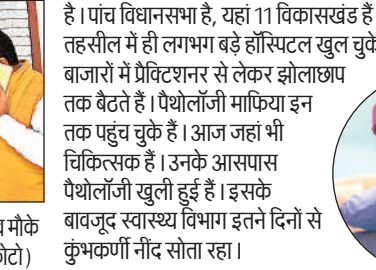 है। पांच विधानसभा है, यहां 11 विकासखंड हैं
तहसील में ही लगभग बड़े हॉस्पिटल खुल चुके
बाजारों में प्रैक्टिशनर से लेकर झोलाछाप
तक बैठते हैं। पैथोलॉजी माफिया इन
तक पहुंच चुके हैं। आज जहां भी
चिकित्सक हैं। उनके आसपास
पैथोलॉजी खुली हुई है। इसके
बावजूद स्वास्थ्य विभाग इतने दिनों से
कुंभकर्णी नींद सोता रहा।
मौके